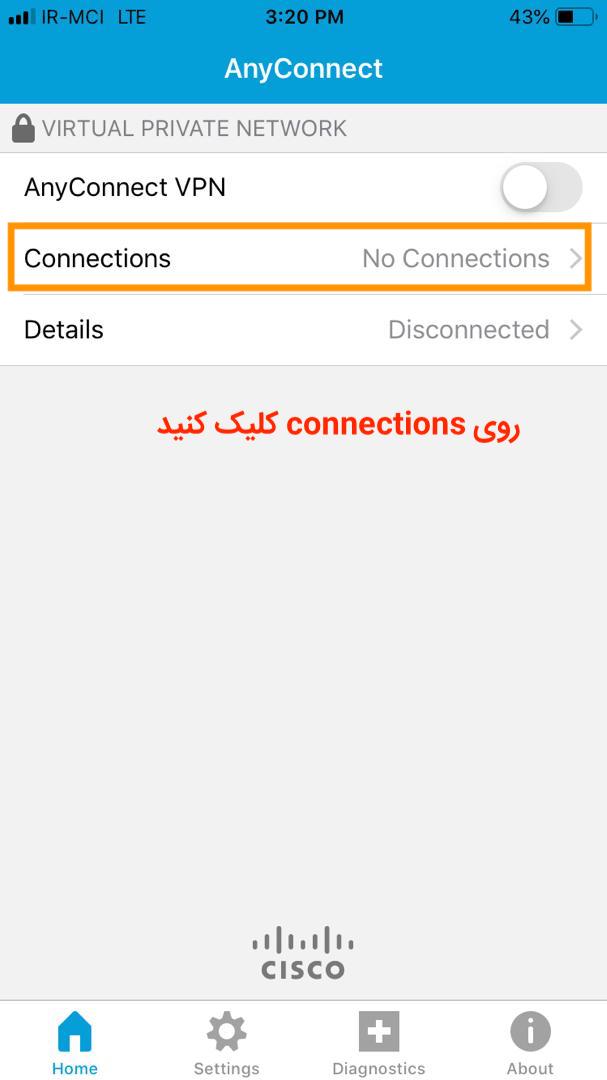 IR-MCI LTE 3:20 PM 43%
AnyConnect
VIRTUAL PRIVATE NETWORK
AnyConnect VPN
Connections No Connections
Details Disconnected
روی connections کلیک کنید
CISCO
Home Settings Diagnostics About